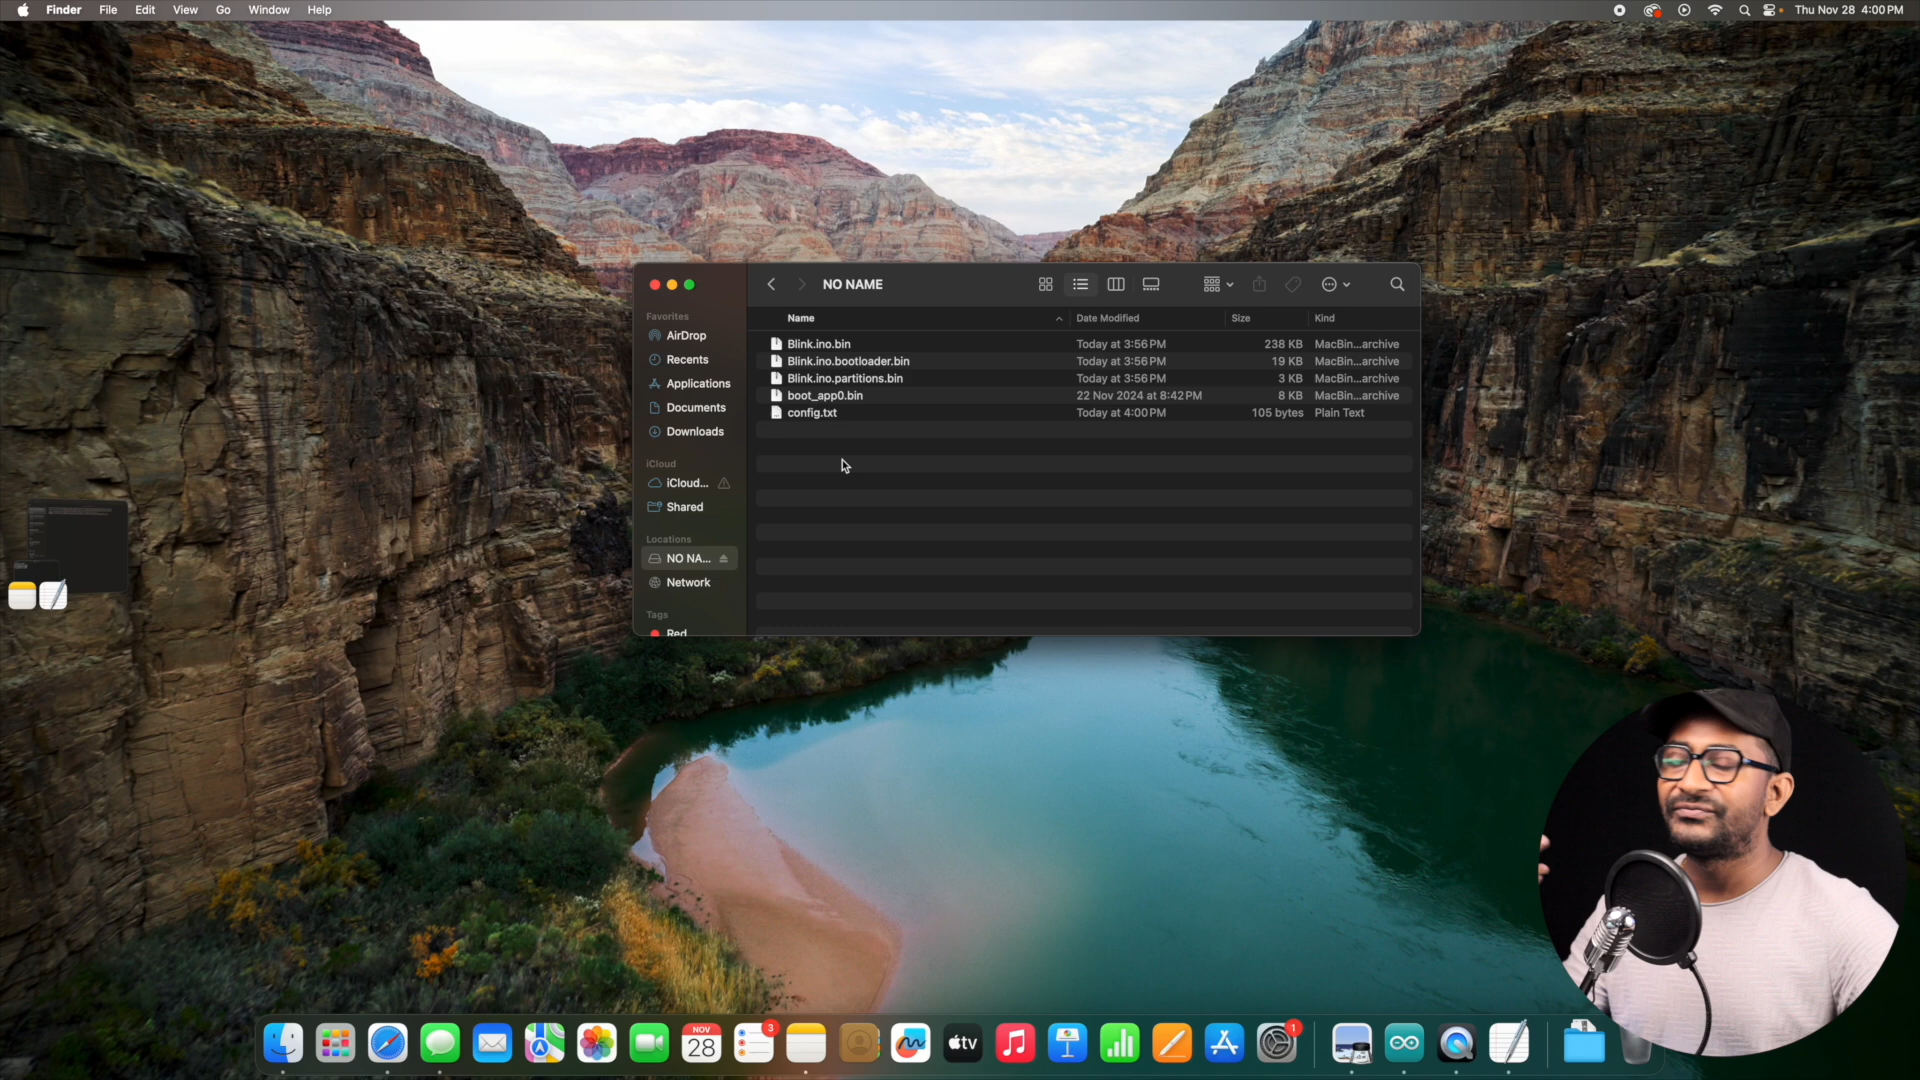 Finder File Edit View Go Window Help
Thu Nov 28 4:00 PM
NO NAME
Name Date Modified Size Kind
Blink.ino.bin Today at 3:56 PM 238 KB MacBin...archive
Blink.ino.bootloader.bin Today at 3:56 PM 19 KB MacBin...archive
Blink.ino.partitions.bin Today at 3:56 PM 3 KB MacBin...archive
boot_app0.bin 22 Nov 2024 at 8:42 PM 8 KB MacBin...archive
config.txt Today at 4:00 PM 105 bytes Plain Text
Favorites
AirDrop
Recents
Applications
Documents
Downloads
iCloud
iCloud...
Shared
Locations
NO NA...
Network
Tags
Red
NOV
28
3
tv
1